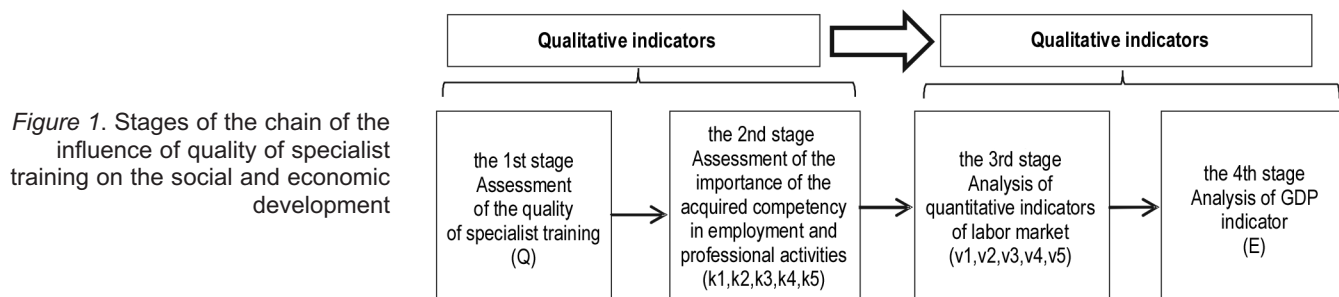 Figure 1. Stages of the chain of the
influence of quality of specialist
training on the social and economic
development
Qualitative indicators
Qualitative indicators
the 1st stage
Assessment
of the quality
of specialist training
(Q)
the 2nd stage
Assessment of the
importance of the
acquired competency
in employment and
professional activities
(k1,k2,k3,k4,k5)
the 3rd stage
Analysis of
quantitative indicators
of labor market
(v1,v2,v3,v4,v5)
the 4th stage
Analysis of GDP
indicator
(E)